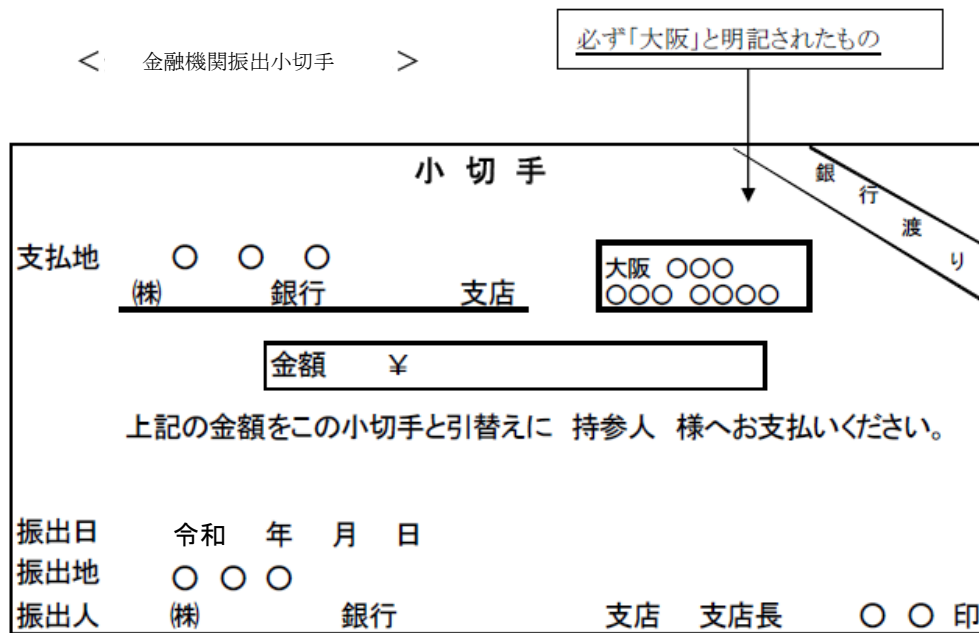 必ず「大阪」と明記されたもの
＜ 金融機関振出小切手 ＞
小 切 手
銀行渡り
支払地 〇 〇 〇
㈱ 銀行 支店
大阪 〇〇〇
〇〇〇 〇〇〇〇
金額 ￥
上記の金額をこの小切手と引替えに 持参人 様へお支払いください。
振出日 令和 年 月 日
振出地 〇 〇 〇
振出人 ㈱ 銀行 支店 支店長 〇 〇 印